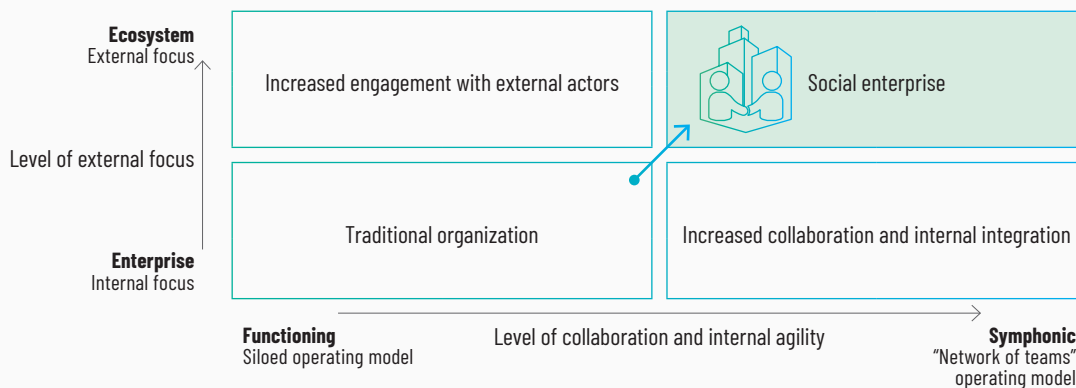 Ecosystem
External focus
Increased engagement with external actors
Social enterprise
Level of external focus
Traditional organization
Increased collaboration and internal integration
Enterprise
Internal focus
Functioning
Siloed operating model
Level of collaboration and internal agility
Symphonic
“Network of teams”
operating model